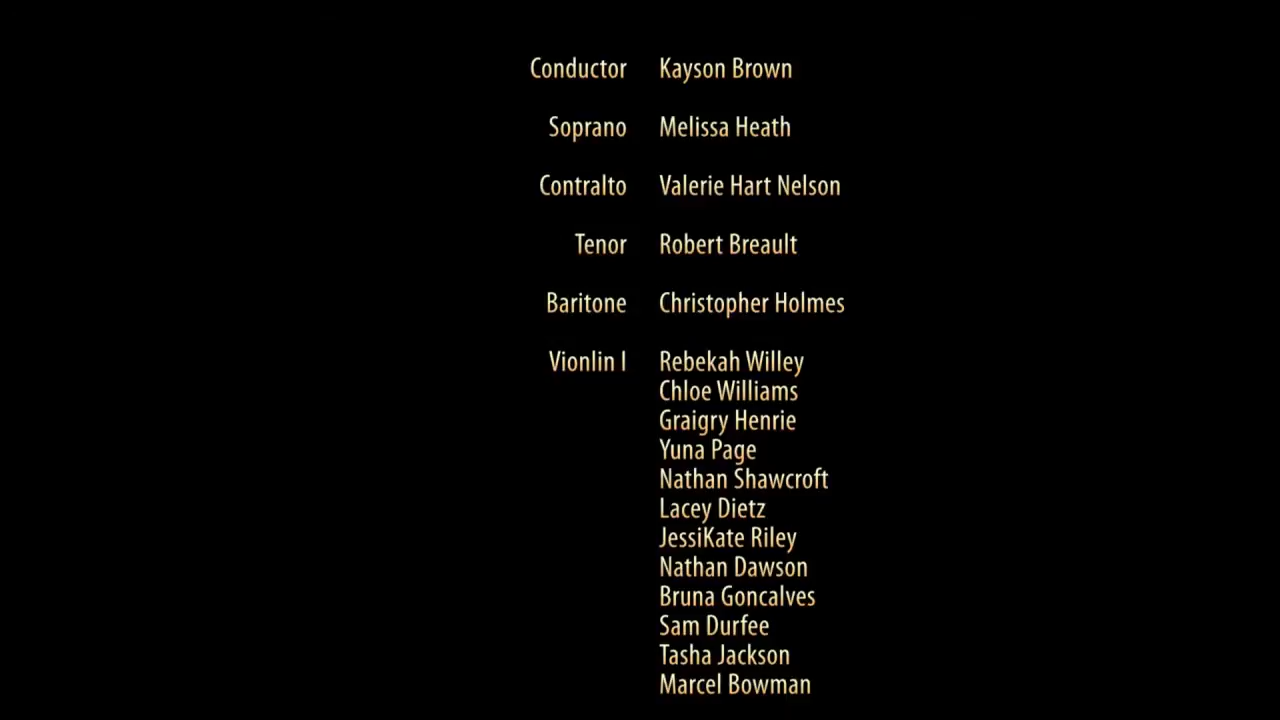 Conductor Kayson Brown
Soprano Melissa Heath
Contralto Valerie Hart Nelson
Tenor Robert Breault
Baritone Christopher Holmes
Vionlin I Rebekah Willey
Chloe Williams
Graigry Henrie
Yuna Page
Nathan Shawcroft
Lacey Dietz
JessiKate Riley
Nathan Dawson
Bruna Goncalves
Sam Durfee
Tasha Jackson
Marcel Bowman